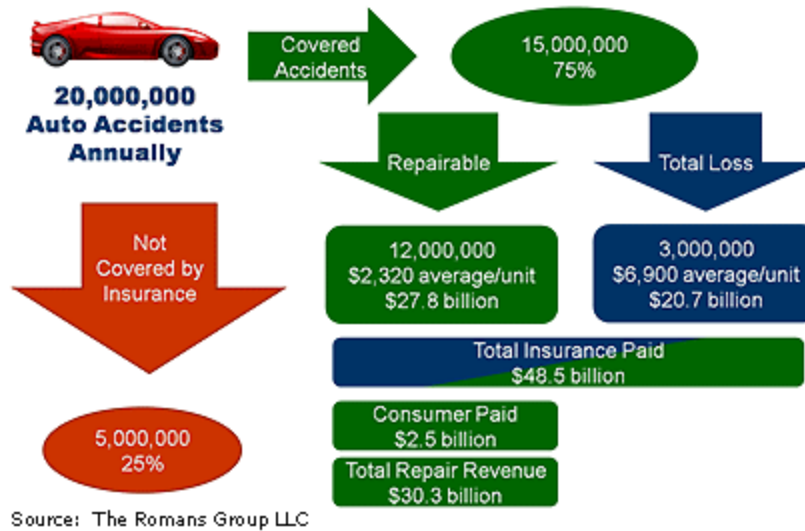 20,000,000
Auto Accidents
Annually
Covered
Accidents
15,000,000
75%
Repairable
Total Loss
Not
Covered by
Insurance
12,000,000
$2,320 average/unit
$27.8 billion
3,000,000
$6,900 average/unit
$20.7 billion
Total Insurance Paid
$48.5 billion
Consumer Paid
$2.5 billion
Total Repair Revenue
$30.3 billion
5,000,000
25%
Source: The Romans Group LLC